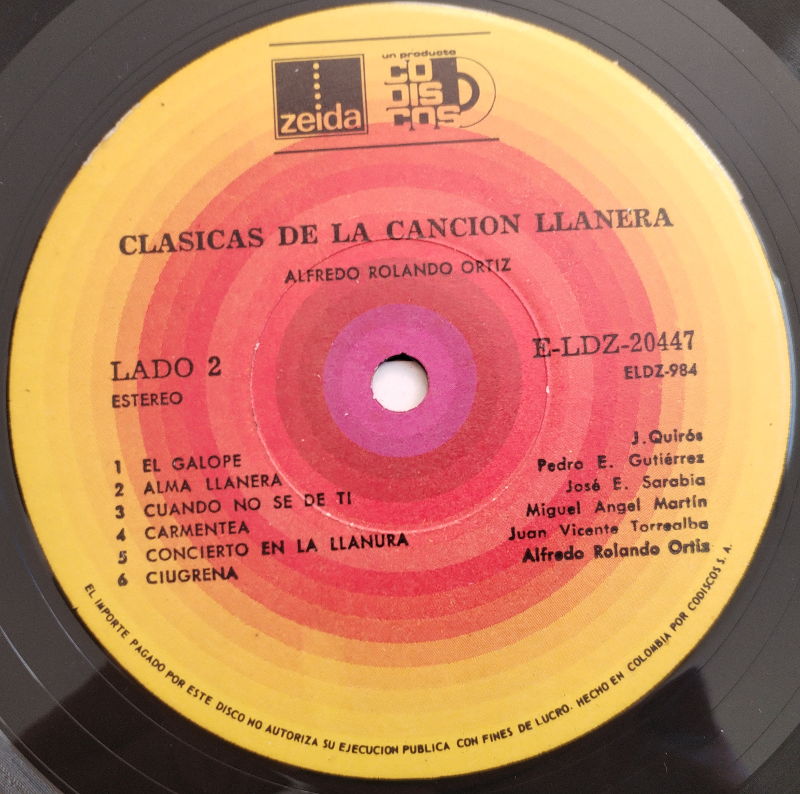 zeida
un producto
CO
DIS
COS
CLASICAS DE LA CANCION LLANERA
ALFREDO ROLANDO ORTIZ
LADO 2
ESTEREO
E-LDZ-20447
ELDZ-984
1 EL GALOPE J. Quirós
2 ALMA LLANERA Pedro E. Gutiérrez
3 CUANDO NO SE DE TI José E. Sarabia
4 CARMENTEA Miguel Angel Martín
5 CONCIERTO EN LA LLANURA Juan Vicente Torrealba
6 CIUGRENA Alfredo Rolando Ortiz
EL IMPORTE PAGADO POR ESTE DISCO NO AUTORIZA SU EJECUCION PUBLICA CON FINES DE LUCRO. HECHO EN COLOMBIA POR CODISCOS S.A.